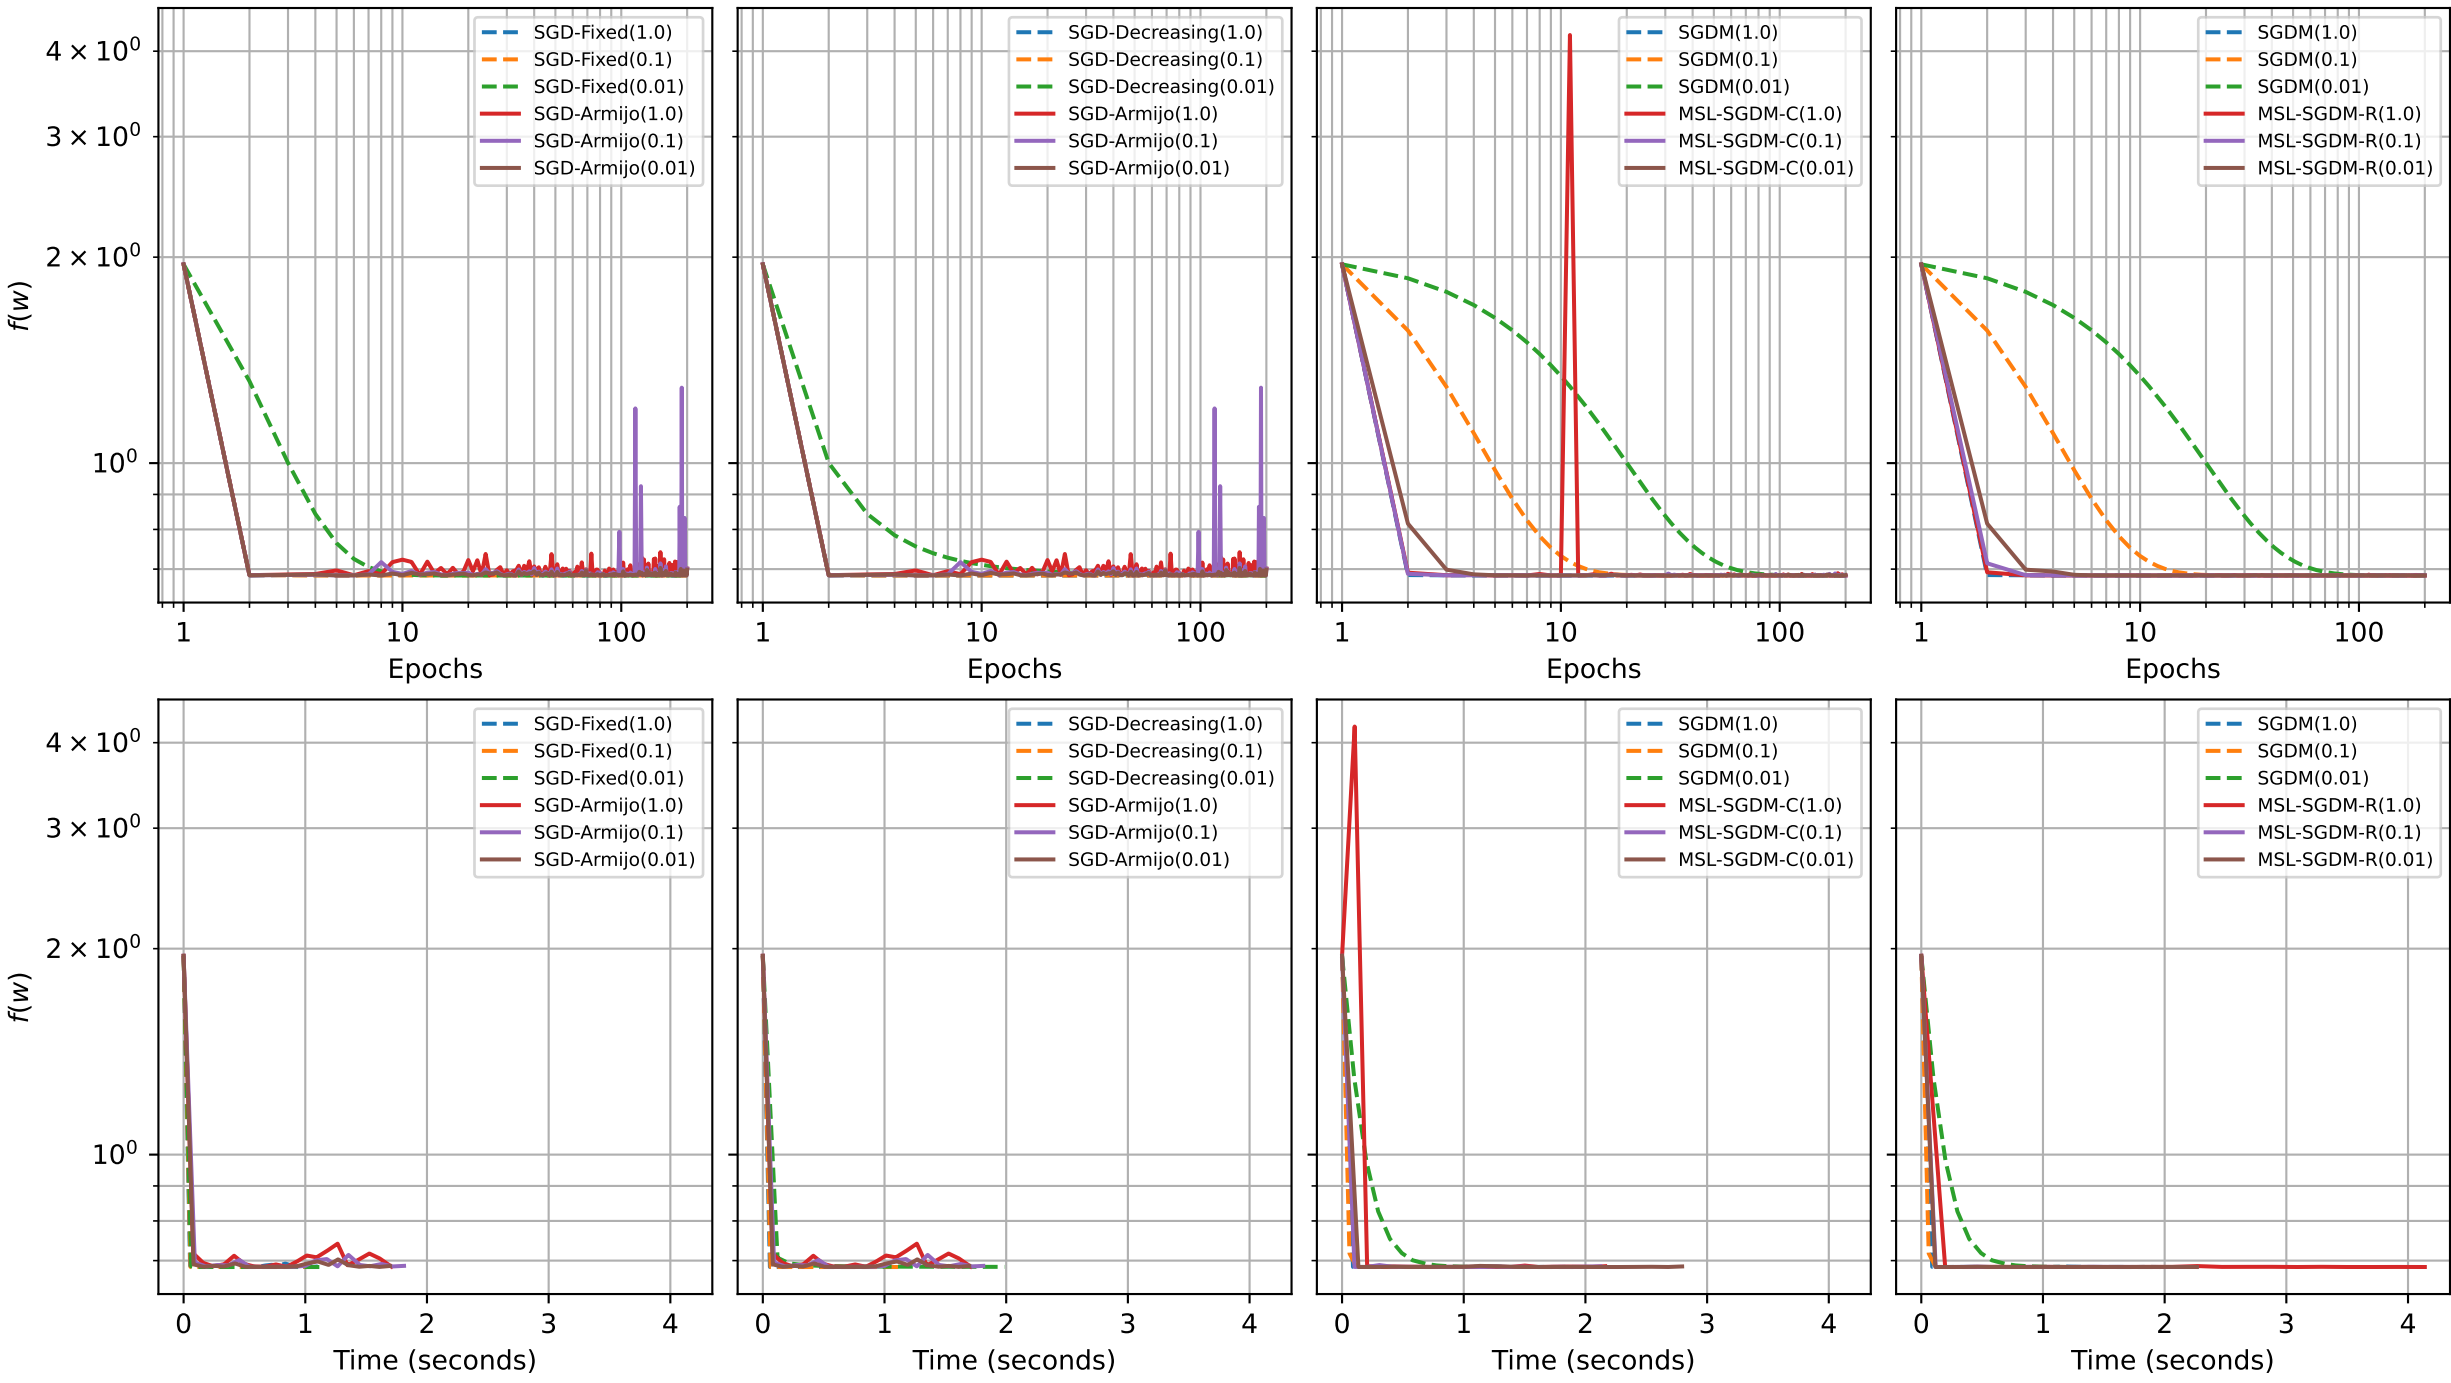 4 × 10⁰
3 × 10⁰
2 × 10⁰
10⁰
f(w)
SGD-Fixed(1.0)
SGD-Fixed(0.1)
SGD-Fixed(0.01)
SGD-Armijo(1.0)
SGD-Armijo(0.1)
SGD-Armijo(0.01)
1 10 100
Epochs
SGD-Decreasing(1.0)
SGD-Decreasing(0.1)
SGD-Decreasing(0.01)
SGD-Armijo(1.0)
SGD-Armijo(0.1)
SGD-Armijo(0.01)
1 10 100
Epochs
SGDM(1.0)
SGDM(0.1)
SGDM(0.01)
MSL-SGDM-C(1.0)
MSL-SGDM-C(0.1)
MSL-SGDM-C(0.01)
1 10 100
Epochs
SGDM(1.0)
SGDM(0.1)
SGDM(0.01)
MSL-SGDM-R(1.0)
MSL-SGDM-R(0.1)
MSL-SGDM-R(0.01)
1 10 100
Epochs
4 × 10⁰
3 × 10⁰
2 × 10⁰
10⁰
f(w)
SGD-Fixed(1.0)
SGD-Fixed(0.1)
SGD-Fixed(0.01)
SGD-Armijo(1.0)
SGD-Armijo(0.1)
SGD-Armijo(0.01)
0 1 2 3 4
Time (seconds)
SGD-Decreasing(1.0)
SGD-Decreasing(0.1)
SGD-Decreasing(0.01)
SGD-Armijo(1.0)
SGD-Armijo(0.1)
SGD-Armijo(0.01)
0 1 2 3 4
Time (seconds)
SGDM(1.0)
SGDM(0.1)
SGDM(0.01)
MSL-SGDM-C(1.0)
MSL-SGDM-C(0.1)
MSL-SGDM-C(0.01)
0 1 2 3 4
Time (seconds)
SGDM(1.0)
SGDM(0.1)
SGDM(0.01)
MSL-SGDM-R(1.0)
MSL-SGDM-R(0.1)
MSL-SGDM-R(0.01)
0 1 2 3 4
Time (seconds)